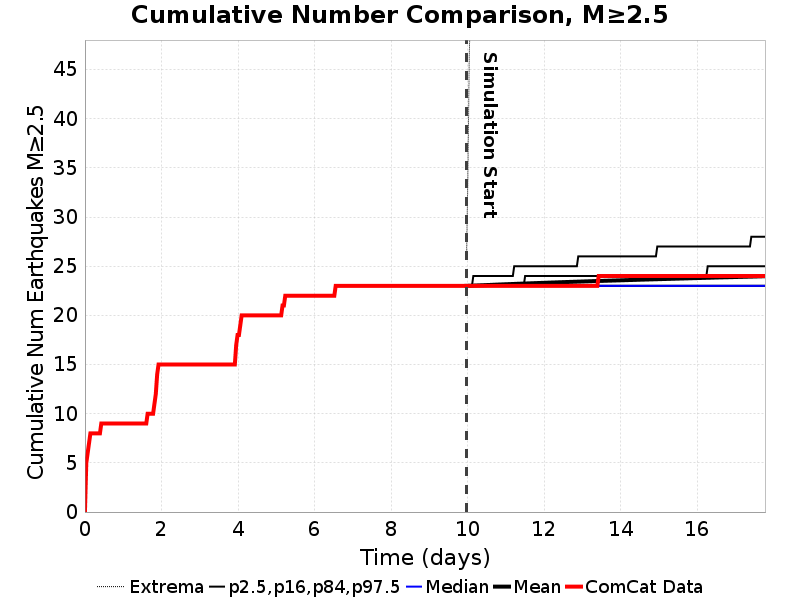 Cumulative Number Comparison, M≥2.5
Cumulative Num Earthquakes M≥2.5
45
40
35
30
25
20
15
10
5
0
Simulation Start
0 2 4 6 8 10 12 14 16
Time (days)
Extrema p2.5,p16,p84,p97.5 Median Mean ComCat Data